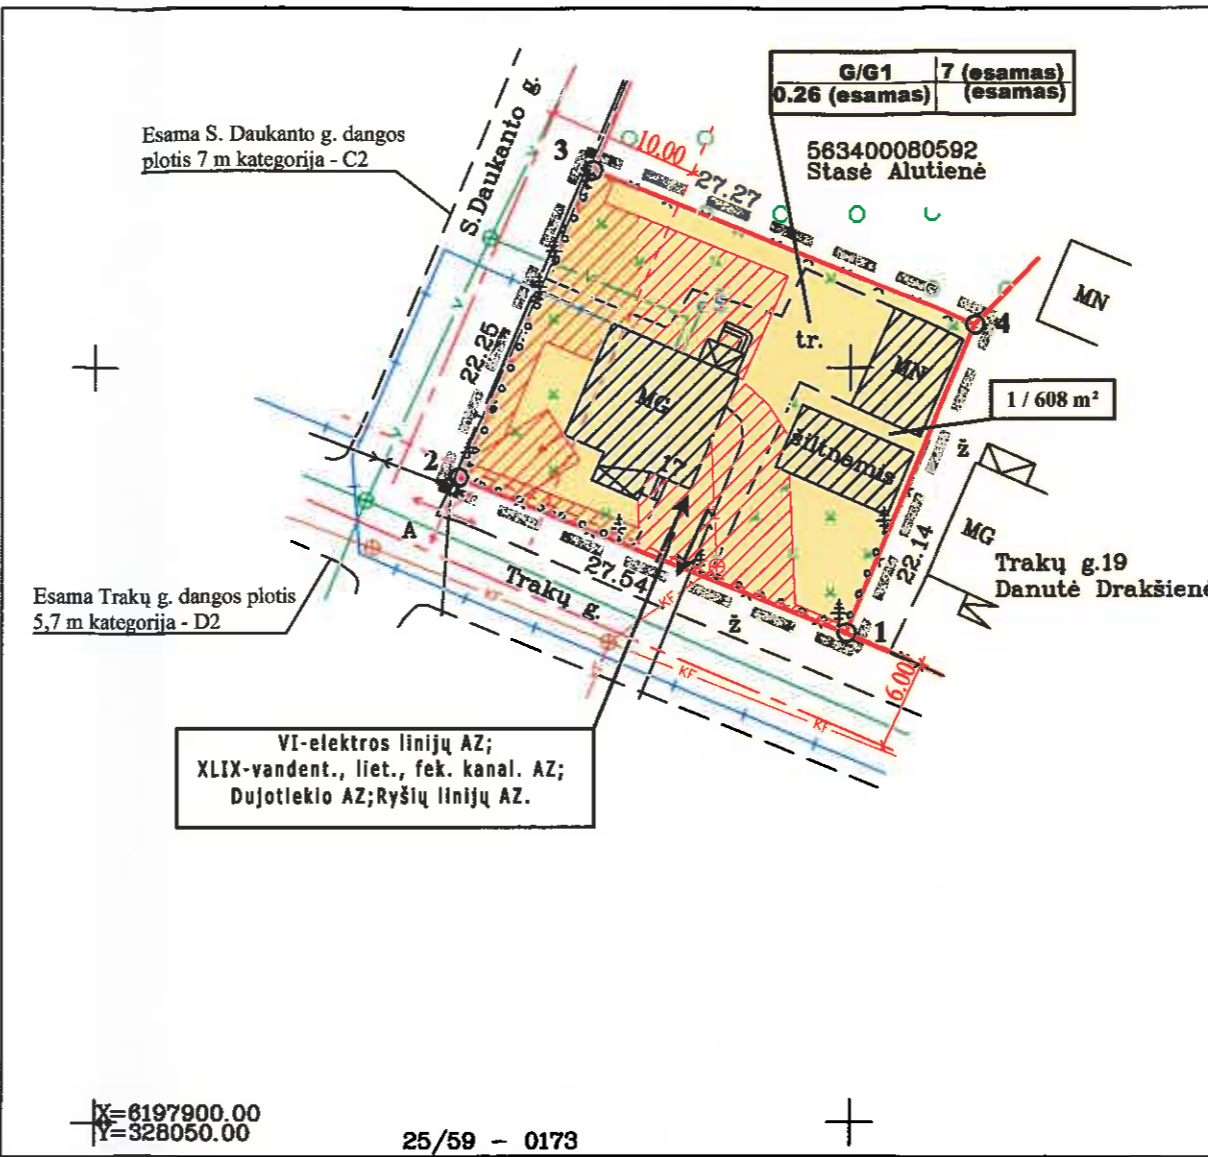 G/G1 7 (esamas)
0.26 (esamas) (esamas)
563400080592
Stasė Alutienė
Esama S. Daukanto g. dangos
plotis 7 m kategorija - C2
S.Daukanto g.
3
10.00
27.27
4
MN
tr.
MN
1 / 608 m²
MG
šiltnamis
22.25
2
17
ž
MG
22.14
Trakų g.19
Danutė Drakšienė
A
27.54
Trakų g.
ž
1
6.00
Esama Trakų g. dangos plotis
5,7 m kategorija - D2
V
V
V
V
KF
KF
KF
KF
VI-elektros linijų AZ;
XLIX-vandent., liet., fek. kanal. AZ;
Dujotiekio AZ;Ryšių linijų AZ.
X=6197900.00
Y=328050.00
25/59 - 0173